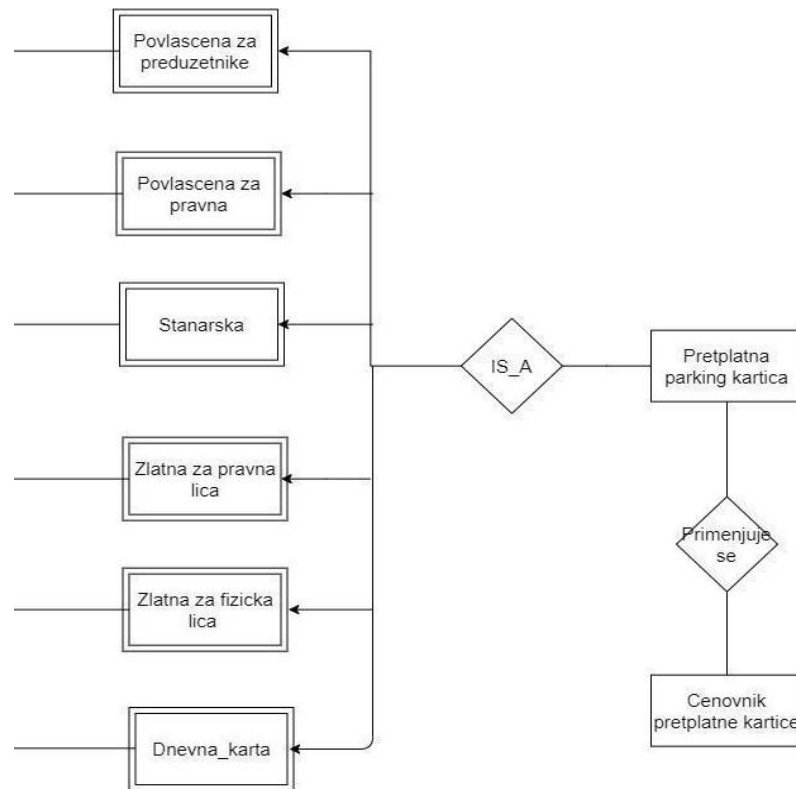 Povlascena za
preduzetnike
Povlascena za
pravna
Stanarska
IS_A
Pretplatna
parking kartica
Zlatna za pravna
lica
Primenjuje
se
Zlatna za fizicka
lica
Cenovnik
pretplatne kartice
Dnevna_karta